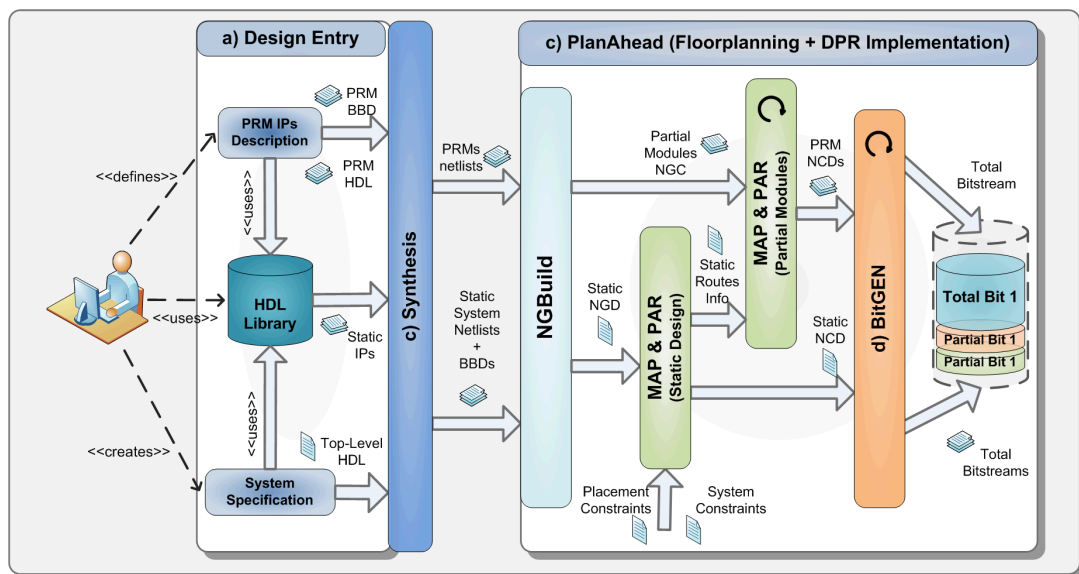 a) Design Entry
c) PlanAhead (Floorplanning + DPR Implementation)
PRM
BBD
PRM IPs
Description
PRM
HDL
<<defines>>
<<uses>>
HDL
Library
<<uses>>
Static
IPs
<<uses>>
<<creates>>
Top-Level
HDL
System
Specification
c) Synthesis
PRMs
netlists
Static
System
Netlists
+
BBDs
NGBuild
Partial
Modules
NGC
Static
NGD
MAP & PAR
(Static Design)
Placement
Constraints
System
Constraints
Static
Routes
Info
MAP & PAR
(Partial Modules)
PRM
NCDs
Static
NCD
d) BitGEN
Total
Bitstream
Total Bit 1
Partial Bit 1
Partial Bit 1
Total
Bitstreams